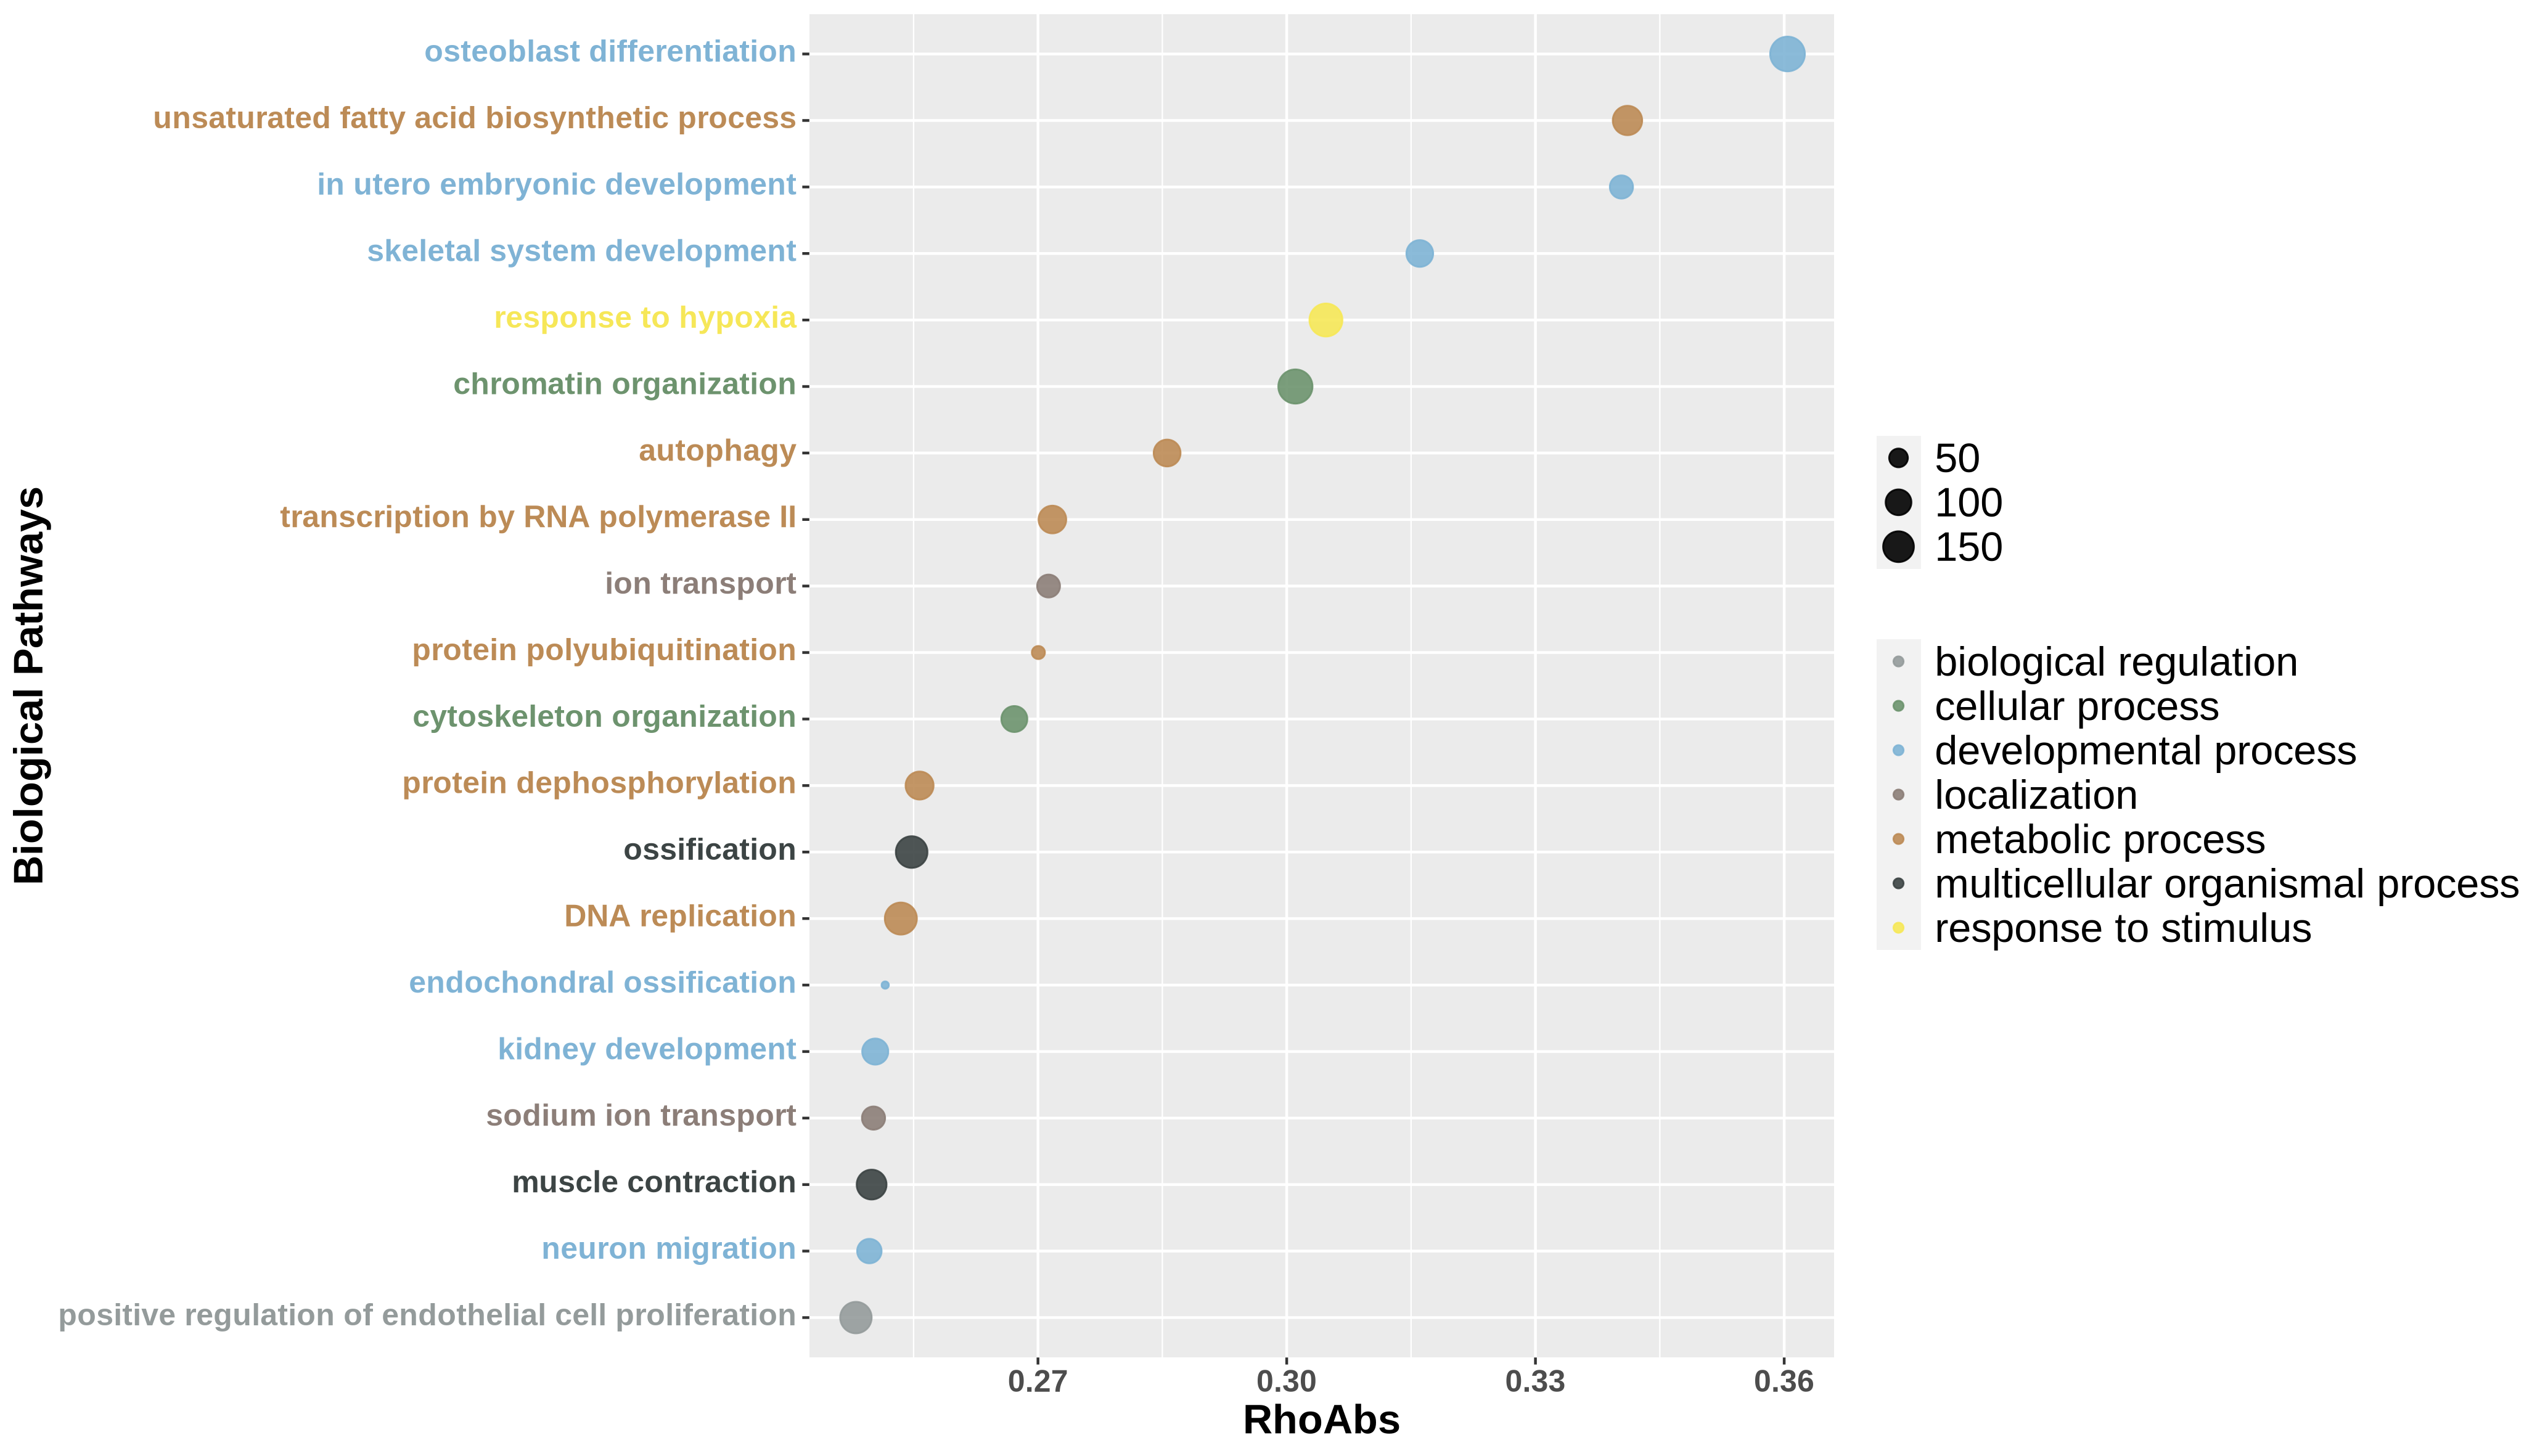 osteoblast differentiation
unsaturated fatty acid biosynthetic process
in utero embryonic development
skeletal system development
response to hypoxia
chromatin organization
autophagy
transcription by RNA polymerase II
ion transport
protein polyubiquitination
cytoskeleton organization
protein dephosphorylation
ossification
DNA replication
endochondral ossification
kidney development
sodium ion transport
muscle contraction
neuron migration
positive regulation of endothelial cell proliferation
Biological Pathways
0.27 0.30 0.33 0.36
RhoAbs
50
100
150
biological regulation
cellular process
developmental process
localization
metabolic process
multicellular organismal process
response to stimulus